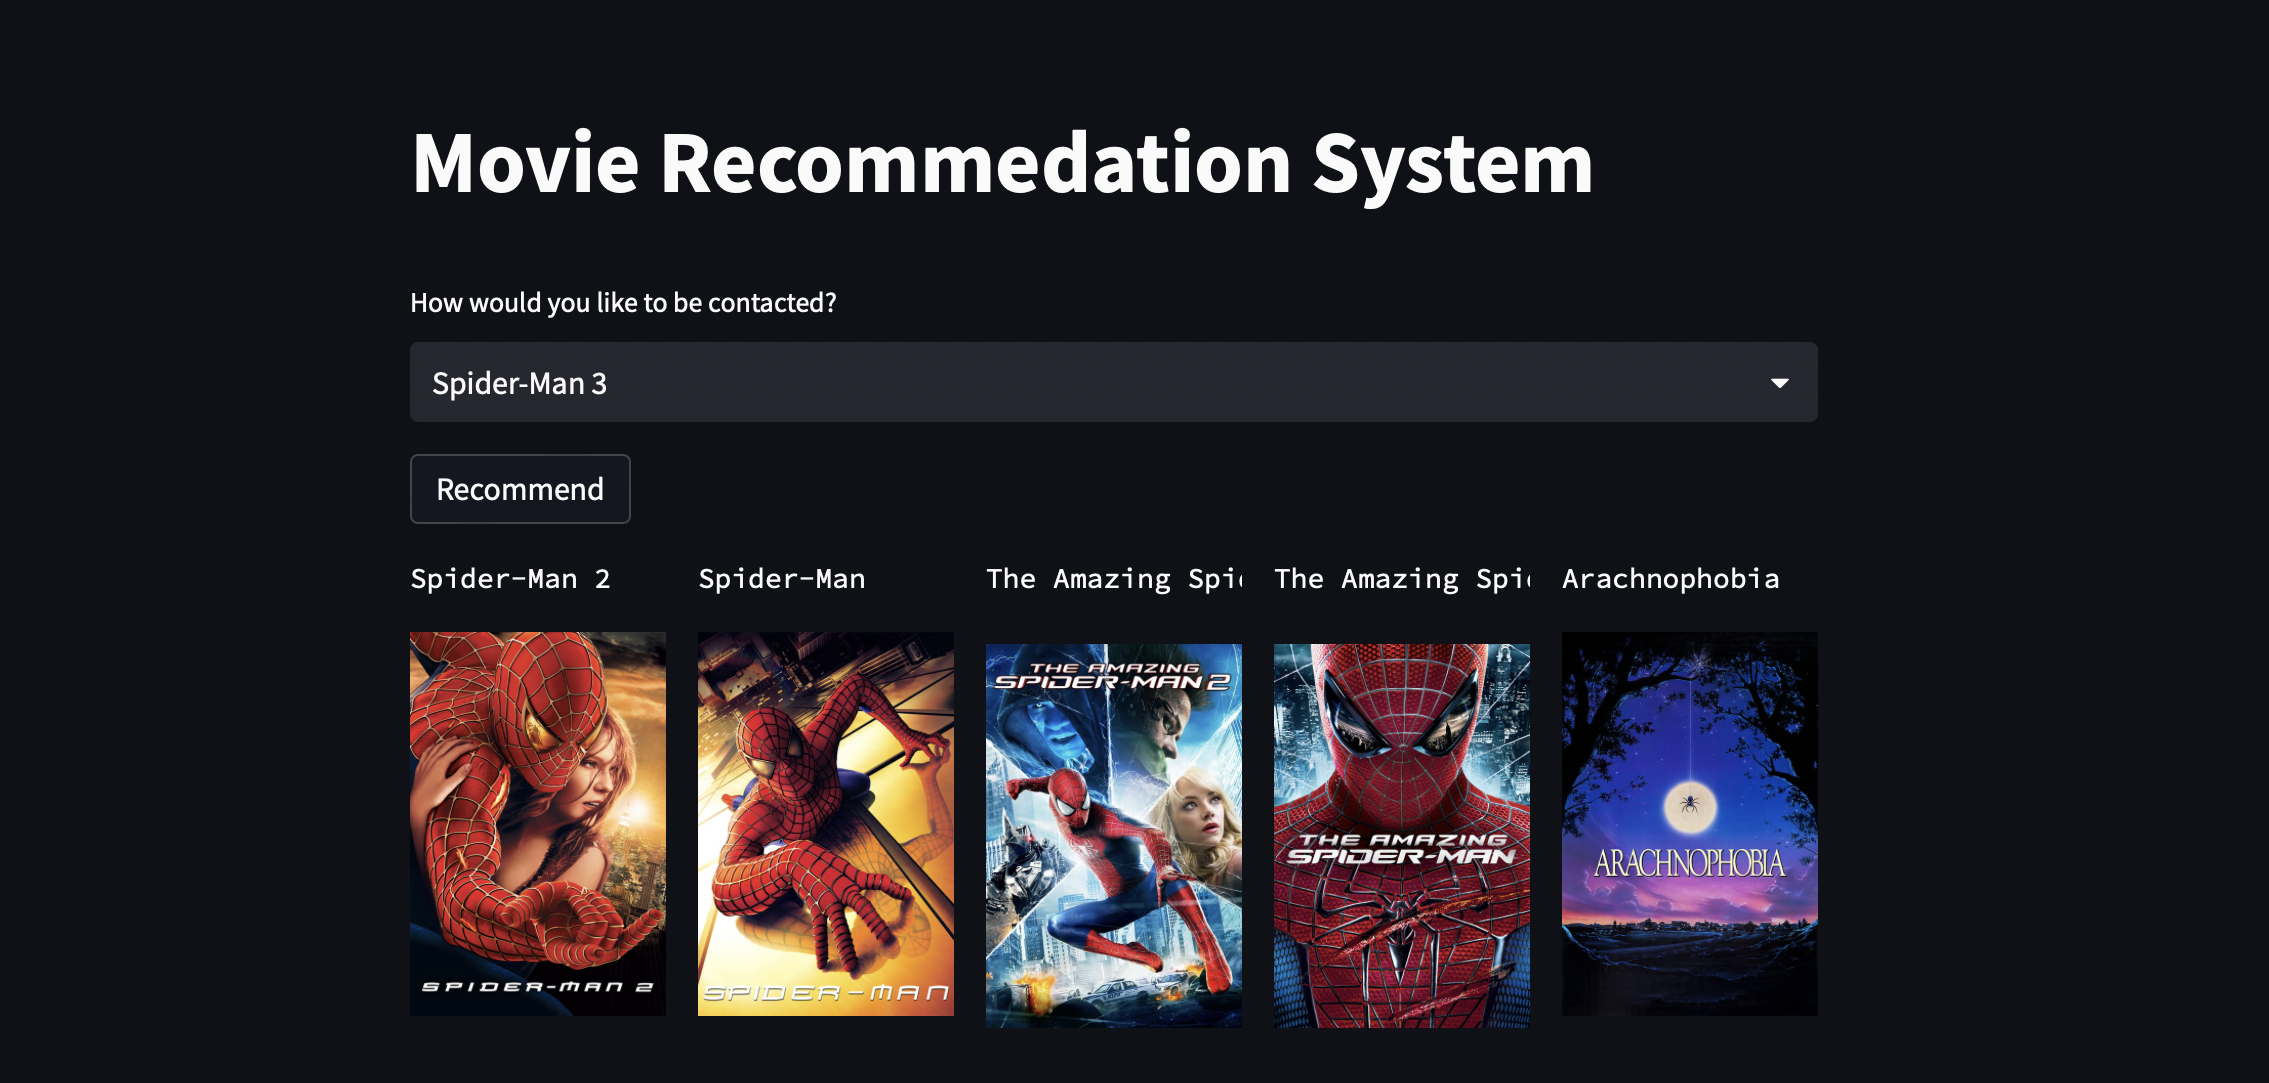 Movie Recommedation System
How would you like to be contacted?
Spider-Man 3
Recommend
Spider-Man 2
Spider-Man
The Amazing Spi
The Amazing Spi
Arachnophobia
SPIDER-MAN 2
SPIDER-MAN
THE AMAZING
SPIDER-MAN 2
THE AMAZING
SPIDER-MAN
ARACHNOPHOBIA